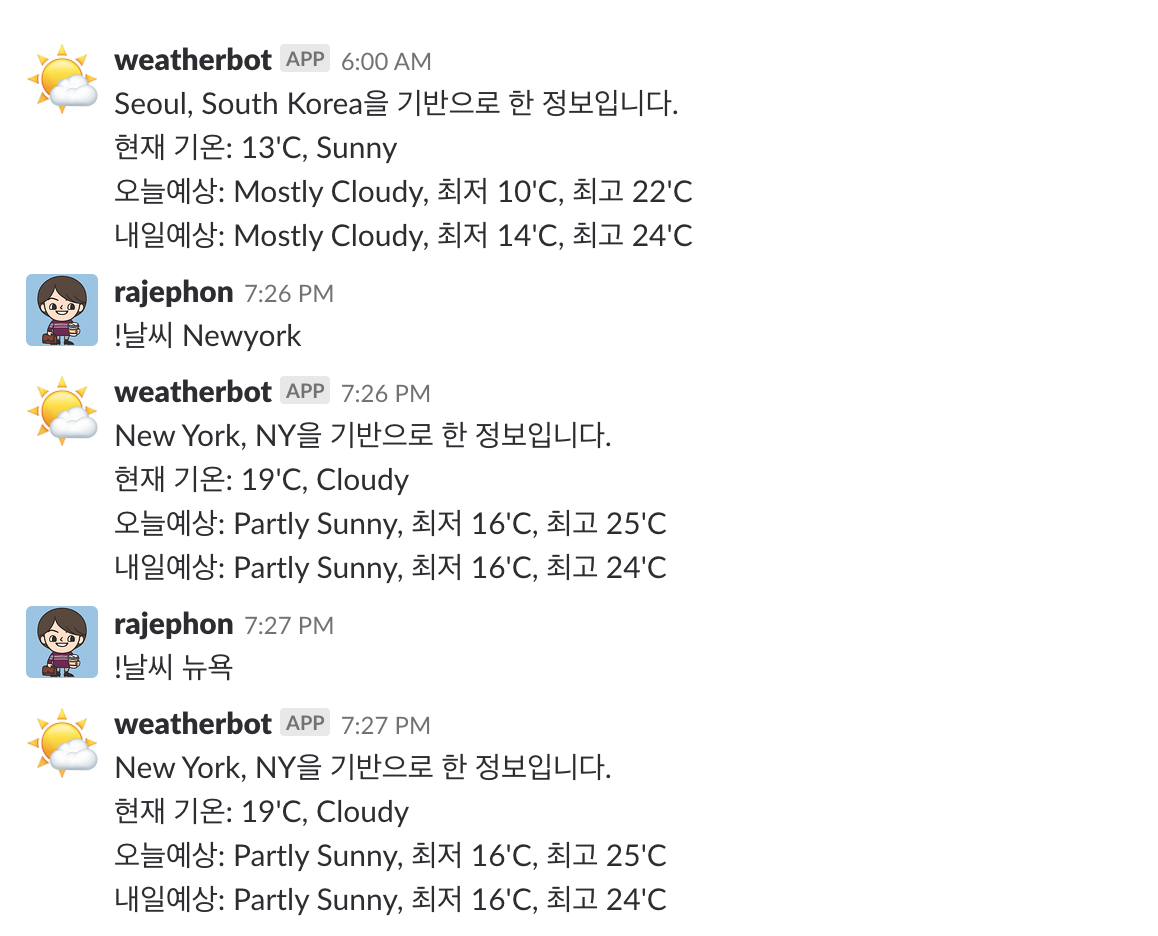 weatherbot APP 6:00 AM
Seoul, South Korea을 기반으로 한 정보입니다.
현재 기온: 13'C, Sunny
오늘예상: Mostly Cloudy, 최저 10'C, 최고 22'C
내일예상: Mostly Cloudy, 최저 14'C, 최고 24'C
rajephon 7:26 PM
!날씨 Newyork
weatherbot APP 7:26 PM
New York, NY을 기반으로 한 정보입니다.
현재 기온: 19'C, Cloudy
오늘예상: Partly Sunny, 최저 16'C, 최고 25'C
내일예상: Partly Sunny, 최저 16'C, 최고 24'C
rajephon 7:27 PM
!날씨 뉴욕
weatherbot APP 7:27 PM
New York, NY을 기반으로 한 정보입니다.
현재 기온: 19'C, Cloudy
오늘예상: Partly Sunny, 최저 16'C, 최고 25'C
내일예상: Partly Sunny, 최저 16'C, 최고 24'C